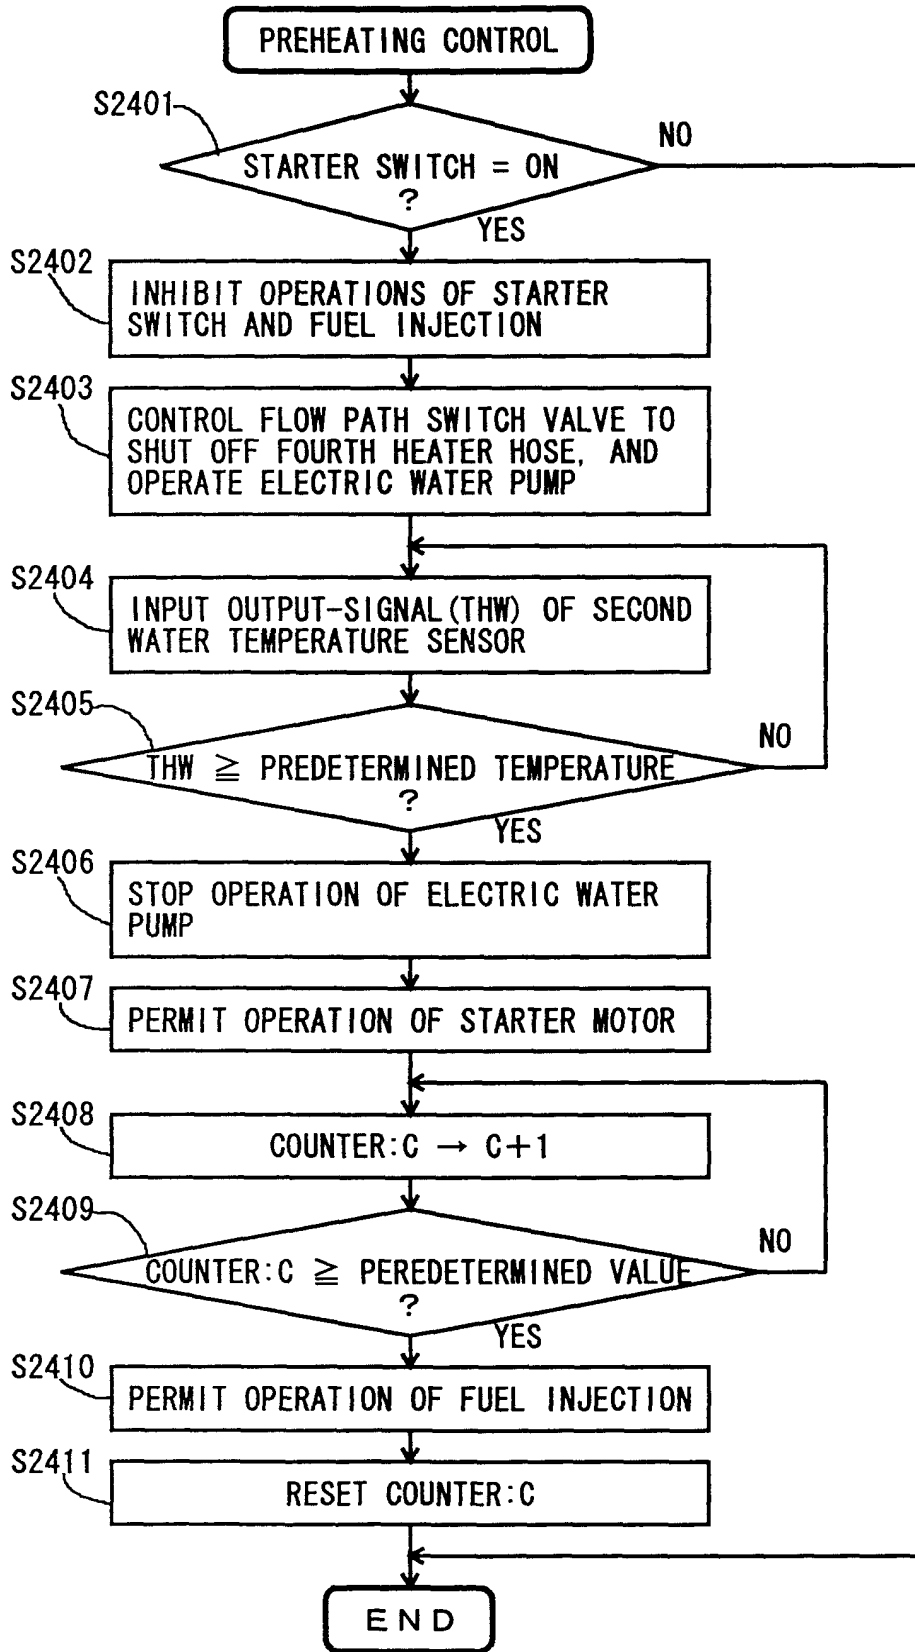 PREHEATING CONTROL
S2401
NO
STARTER SWITCH = ON
?
YES
S2402
INHIBIT OPERATIONS OF STARTER
SWITCH AND FUEL INJECTION
S2403
CONTROL FLOW PATH SWITCH VALVE TO
SHUT OFF FOURTH HEATER HOSE, AND
OPERATE ELECTRIC WATER PUMP
S2404
INPUT OUTPUT-SIGNAL(THW) OF SECOND
WATER TEMPERATURE SENSOR
S2405
NO
THW ≧ PREDETERMINED TEMPERATURE
?
YES
S2406
STOP OPERATION OF ELECTRIC WATER
PUMP
S2407
PERMIT OPERATION OF STARTER MOTOR
S2408
COUNTER:C → C+1
S2409
NO
COUNTER:C ≧ PEREDETERMINED VALUE
?
YES
S2410
PERMIT OPERATION OF FUEL INJECTION
S2411
RESET COUNTER:C
END